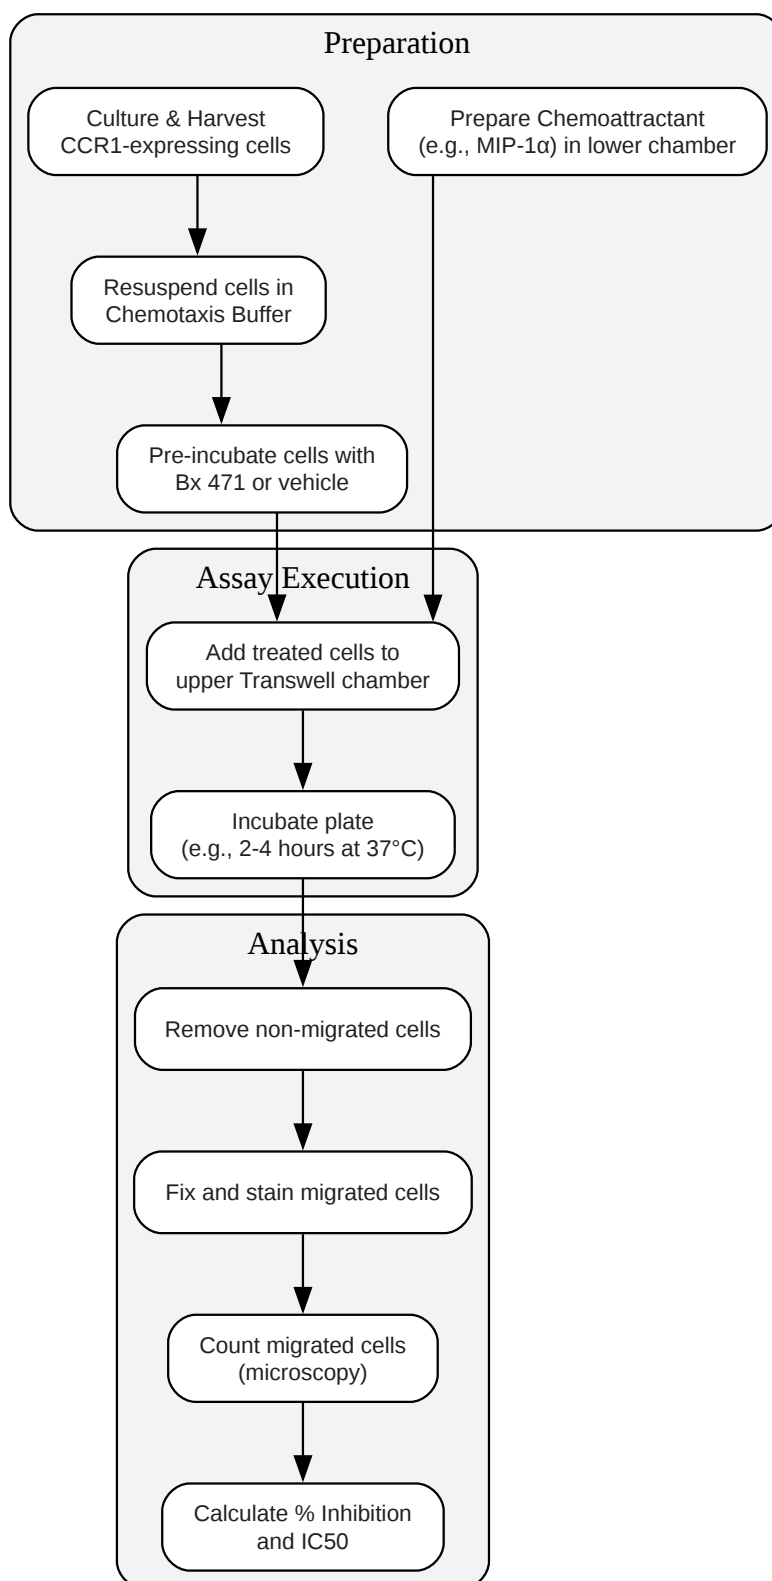 Preparation
Culture & Harvest
CCR1-expressing cells
Prepare Chemoattractant
(e.g., MIP-1α) in lower chamber
Resuspend cells in
Chemotaxis Buffer
Pre-incubate cells with
Bx 471 or vehicle
Assay Execution
Add treated cells to
upper Transwell chamber
Incubate plate
(e.g., 2-4 hours at 37°C)
Analysis
Remove non-migrated cells
Fix and stain migrated cells
Count migrated cells
(microscopy)
Calculate % Inhibition
and IC50